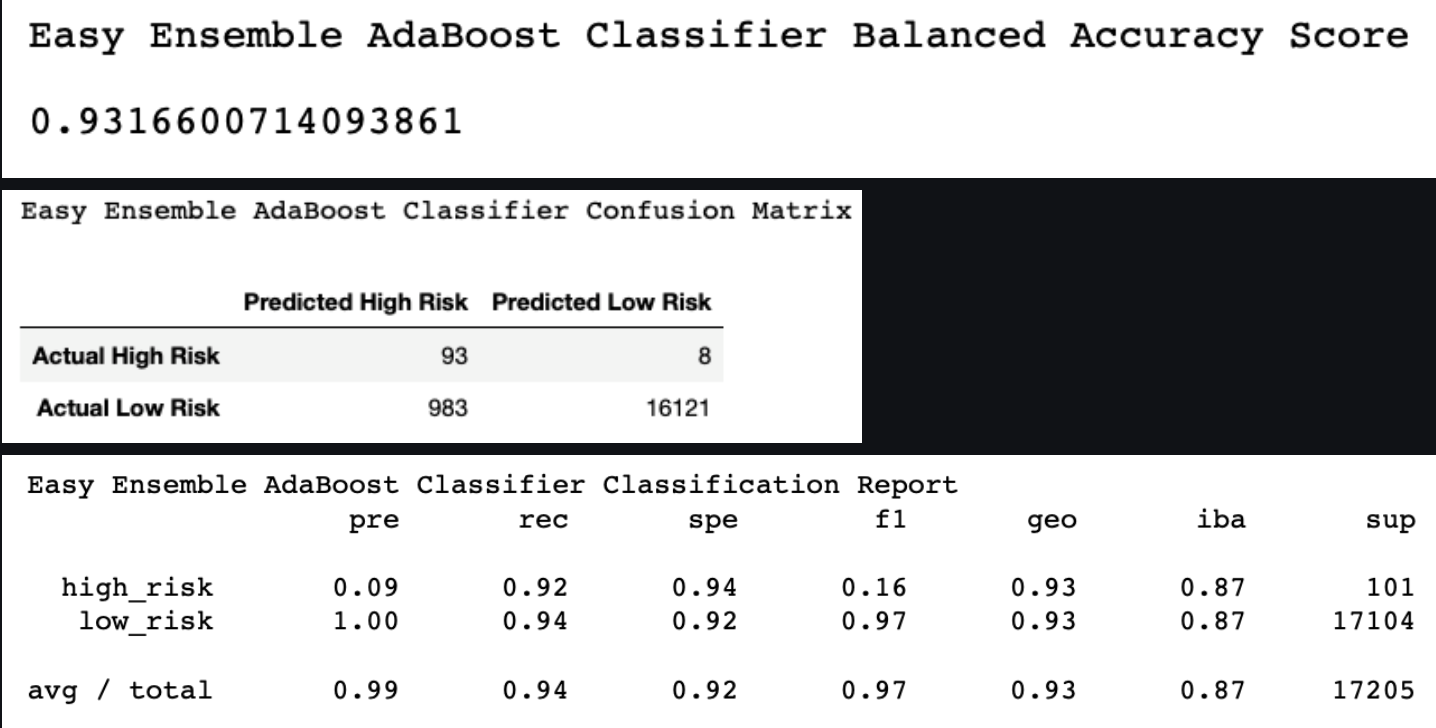 Easy Ensemble AdaBoost Classifier Balanced Accuracy Score
0.9316600714093861
Easy Ensemble AdaBoost Classifier Confusion Matrix
Predicted High Risk Predicted Low Risk
Actual High Risk 93 8
Actual Low Risk 983 16121
Easy Ensemble AdaBoost Classifier Classification Report
pre rec spe f1 geo iba sup
high_risk 0.09 0.92 0.94 0.16 0.93 0.87 101
low_risk 1.00 0.94 0.92 0.97 0.93 0.87 17104
avg / total 0.99 0.94 0.92 0.97 0.93 0.87 17205